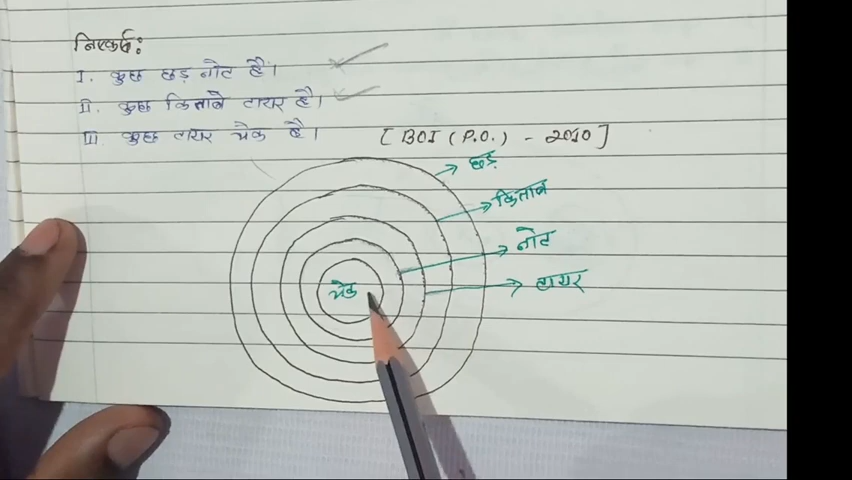 निष्कर्ष:
I. कुछ छड़ नोट है।
II. कुछ किताबे टायर है।
III. कुछ टायर चेक है। [BOI (P.O.) - 2010]
छड़
किताब
नोट
टायर
चेक